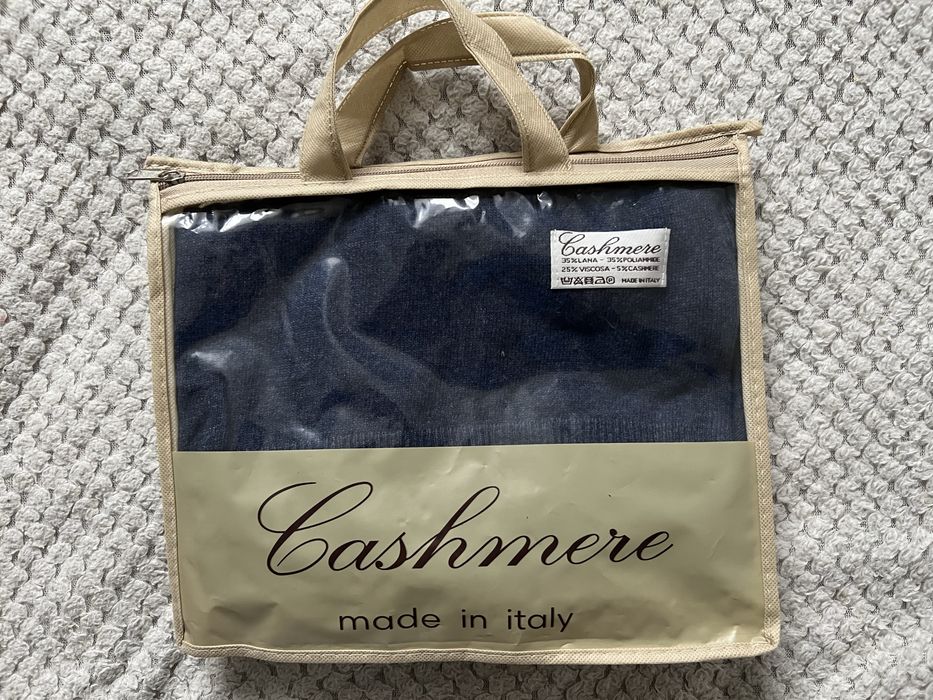 Cashmere
35% LANA - 35% POLIAMMIDE
25% VISCOSA - 5% CASHMERE
MADE IN ITALY
Cashmere
made in italy